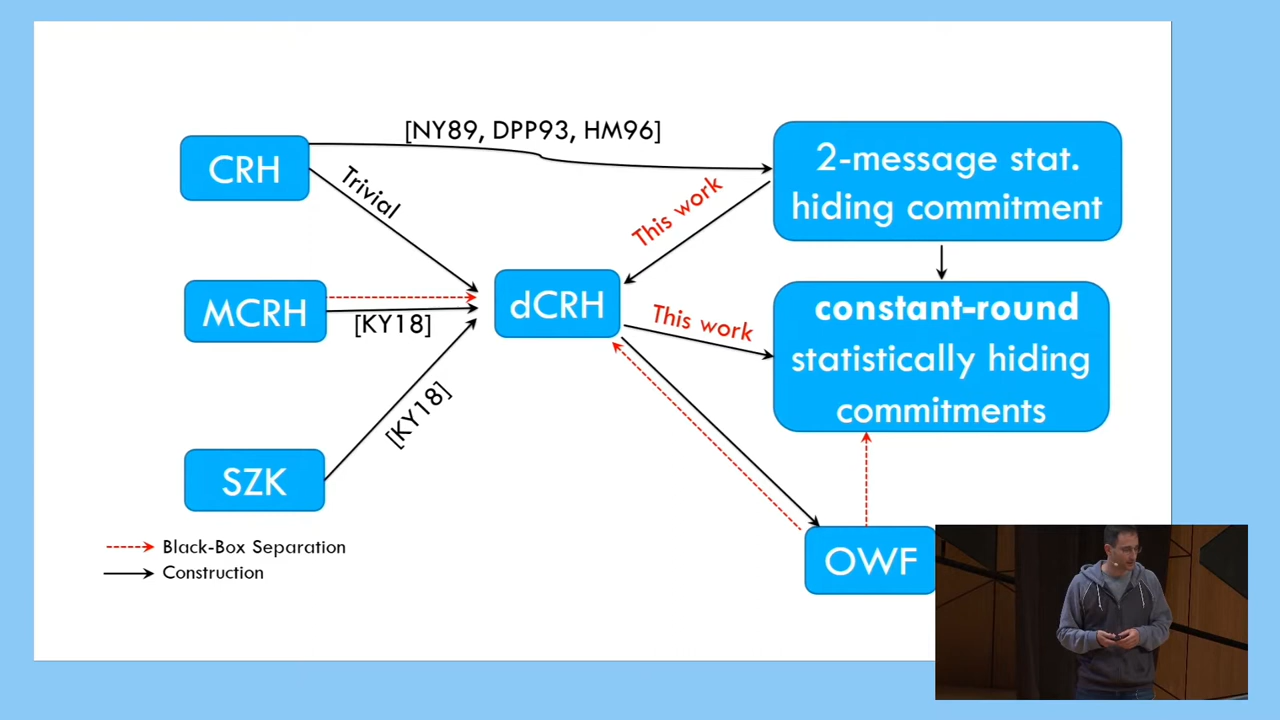 [NY89, DPP93, HM96]
CRH
Trivial
2-message stat.
hiding commitment
This work
MCRH
[KY18]
dCRH
This work
constant-round
statistically hiding
commitments
[KY18]
SZK
OWF
Black-Box Separation
Construction